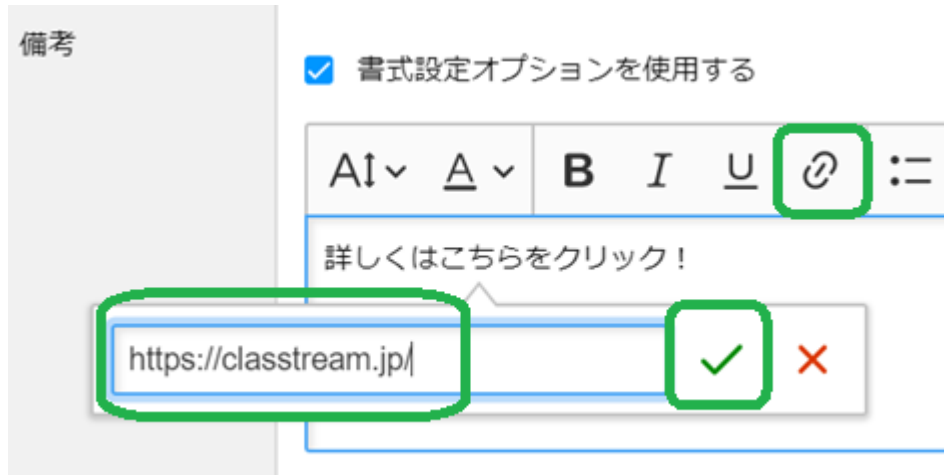 備考
書式設定オプションを使用する
A A B I U
詳しくはこちらをクリック！
https://classtream.jp/